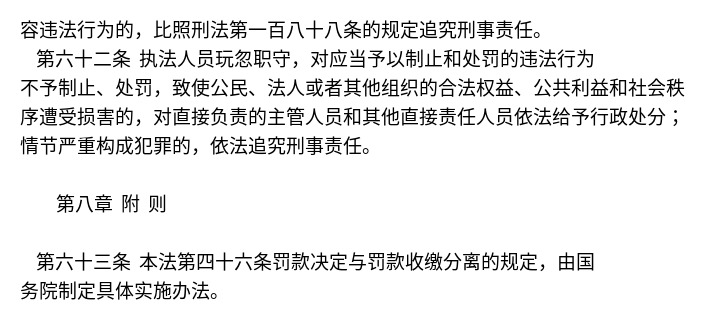 容违法行为的，比照刑法第一百八十八条的规定追究刑事责任。
第六十二条 执法人员玩忽职守，对应当予以制止和处罚的违法行为
不予制止、处罚，致使公民、法人或者其他组织的合法权益、公共利益和社会秩
序遭受损害的，对直接负责的主管人员和其他直接责任人员依法给予行政处分；
情节严重构成犯罪的，依法追究刑事责任。
第八章 附 则
第六十三条 本法第四十六条罚款决定与罚款收缴分离的规定，由国
务院制定具体实施办法。